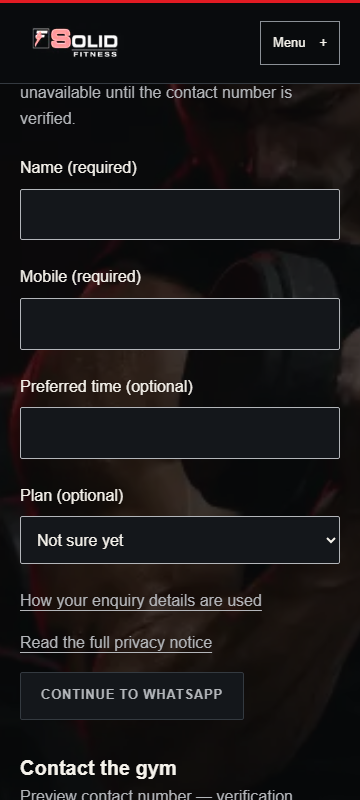 SOLID
FITNESS
Menu +
unavailable until the contact number is
verified.
Name (required)
Mobile (required)
Preferred time (optional)
Plan (optional)
Not sure yet
How your enquiry details are used
Read the full privacy notice
CONTINUE TO WHATSAPP
Contact the gym
Preview contact number — verification